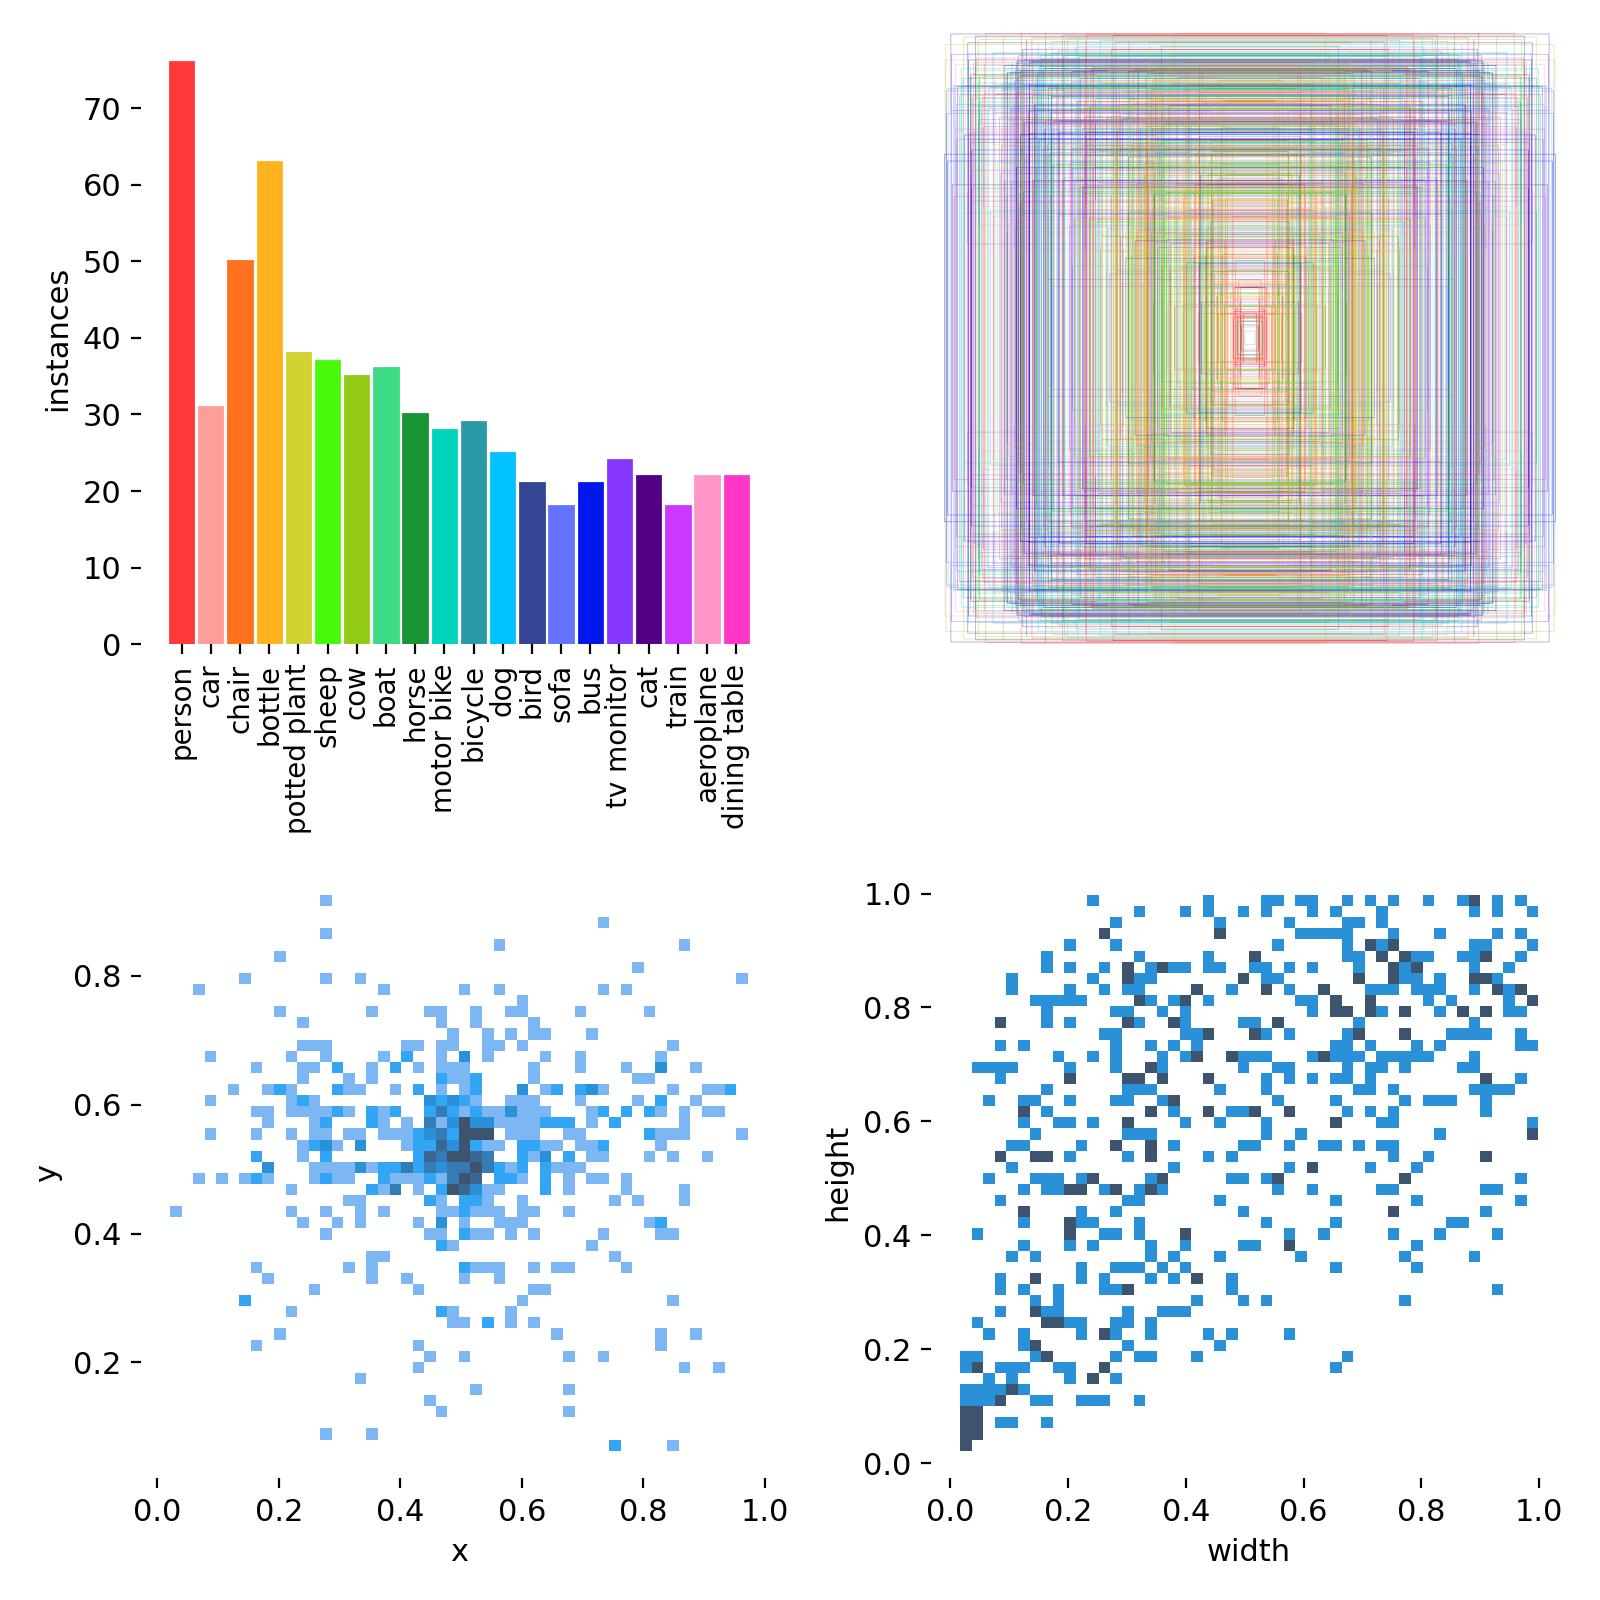 70
60
50
40
30
20
10
0
instances
person
car
chair
bottle
potted plant
sheep
cow
boat
horse
motor bike
bicycle
dog
bird
sofa
bus
tv monitor
cat
train
aeroplane
dining table
0.8
0.6
0.4
0.2
y
0.0 0.2 0.4 0.6 0.8 1.0
x
1.0
0.8
0.6
0.4
0.2
0.0
height
0.0 0.2 0.4 0.6 0.8 1.0
width